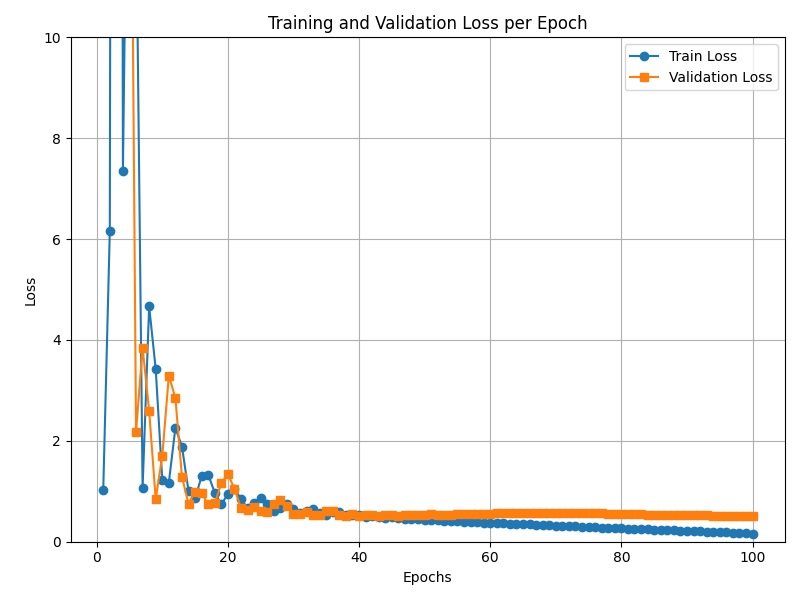 Training and Validation Loss per Epoch
Train Loss
Validation Loss
Loss
10
8
6
4
2
0
0 20 40 60 80 100
Epochs